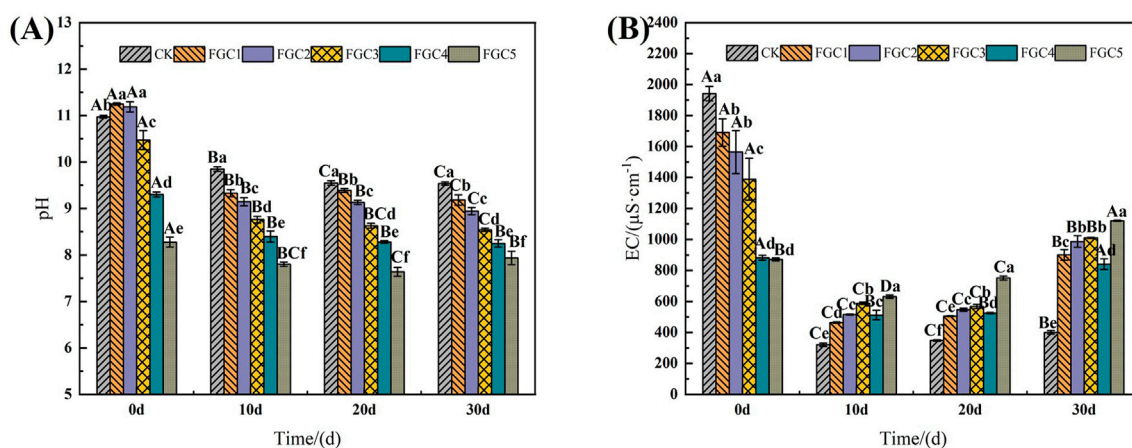 (A)
13
12
11
10
9
8
7
6
5
pH
CK FGC1 FGC2 FGC3 FGC4 FGC5
Ab Aa Aa Ac Ad Ae
Ba Bb Bc Bd Be BCf
Ca Bb Bc BCd Be Cf
Ca Cb Cc Cd Be Bf
0d 10d 20d 30d
Time/(d)
(B)
2400
2200
2000
1800
1600
1400
1200
1000
800
600
400
200
0
EC/(μS·cm⁻¹)
CK FGC1 FGC2 FGC3 FGC4 FGC5
Aa Ab Ab Ac Ad Bd
Ce Cd Cc Cb Bc Da
Cf Ce Cc Cb Bd Ca
Be Bc Bb Bb Ad Aa
0d 10d 20d 30d
Time/(d)